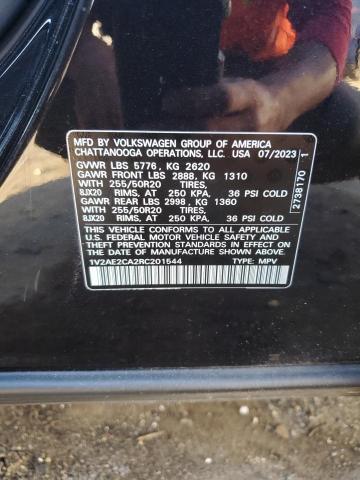 MFD BY VOLKSWAGEN GROUP OF AMERICA
CHATTANOOGA OPERATIONS, LLC. USA 07/2023
GVWR LBS 5776, KG 2620
GAWR FRONT LBS 2888, KG 1310
WITH 255/50R20 TIRES,
8JX20 RIMS, AT 250 KPA, 36 PSI COLD
GAWR REAR LBS 2998, KG 1360
WITH 255/50R20 TIRES,
8JX20 RIMS, AT 250 KPA, 36 PSI COLD
THIS VEHICLE CONFORMS TO ALL APPLICABLE
U.S. FEDERAL MOTOR VEHICLE SAFETY AND
THEFT PREVENTION STANDARDS IN EFFECT ON
THE DATE OF MANUFACTURE SHOWN ABOVE.
1V2AE2CA2RC201544 TYPE: MPV
2738170 1